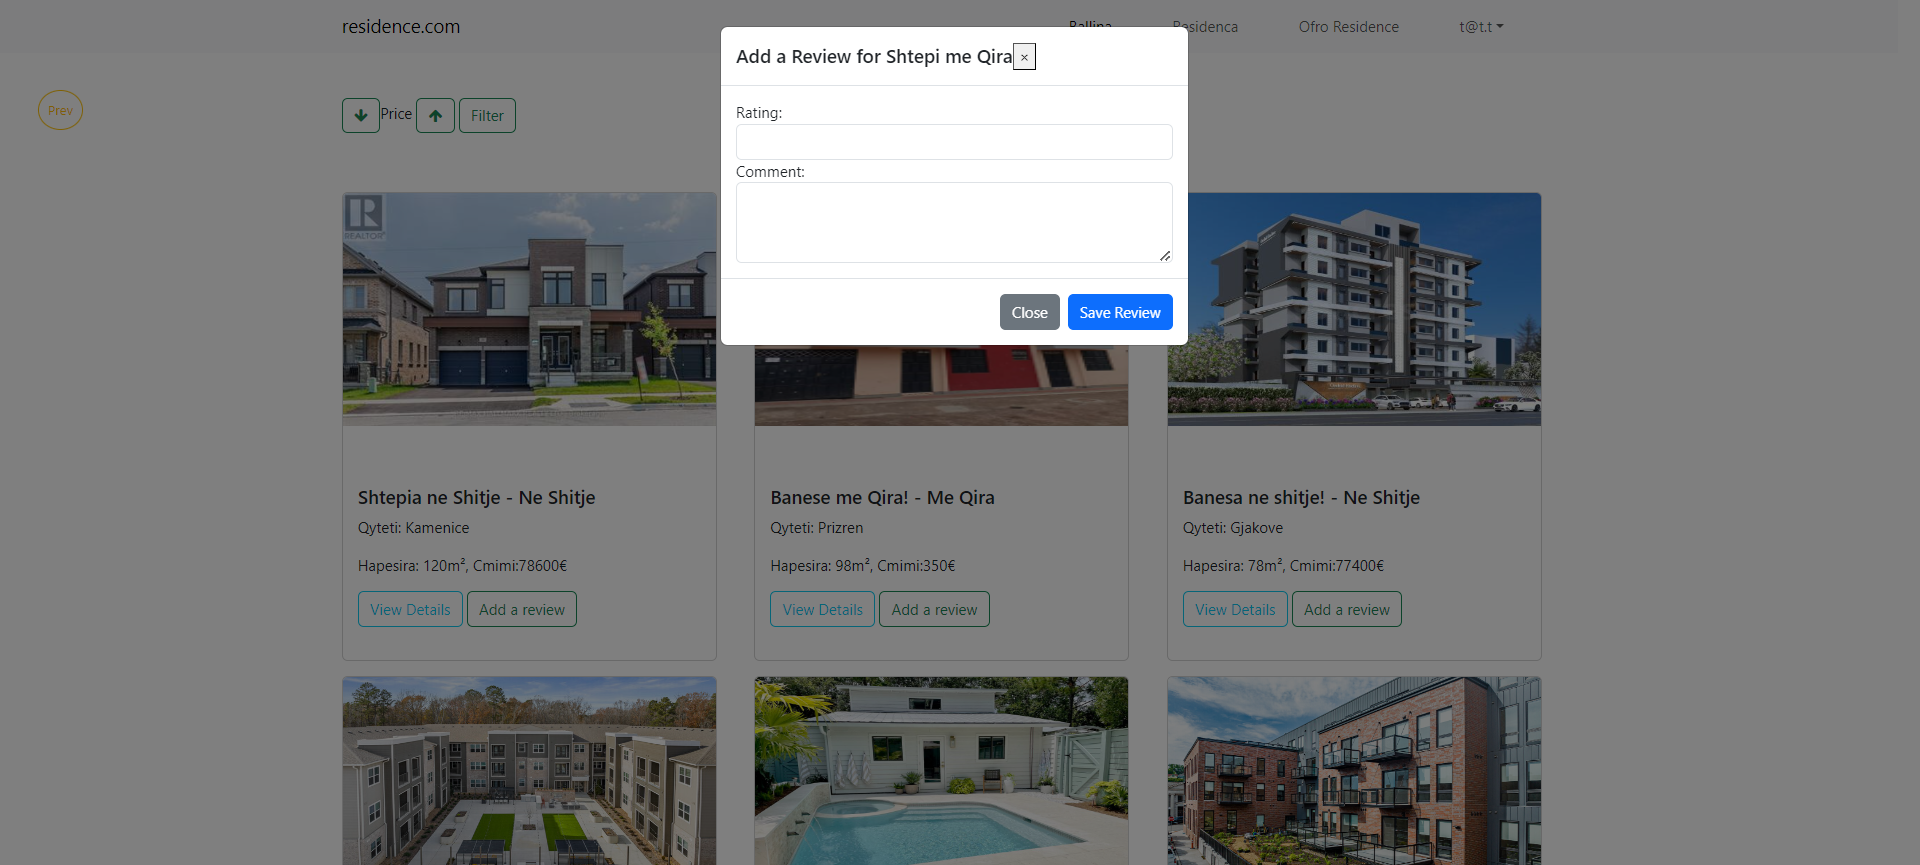 residence.com
Ballina
Residenca
Ofro Residence
t@t.t
Add a Review for Shtepi me Qira ×
Prev
Price
Filter
Rating:
Comment:
Close
Save Review
REALTOR
Shtepia ne Shitje - Ne Shitje
Qyteti: Kamenice
Hapesira: 120m², Cmimi:78600€
View Details
Add a review
Banese me Qira! - Me Qira
Qyteti: Prizren
Hapesira: 98m², Cmimi:350€
View Details
Add a review
Banesa ne shitje! - Ne Shitje
Qyteti: Gjakove
Hapesira: 78m², Cmimi:77400€
View Details
Add a review